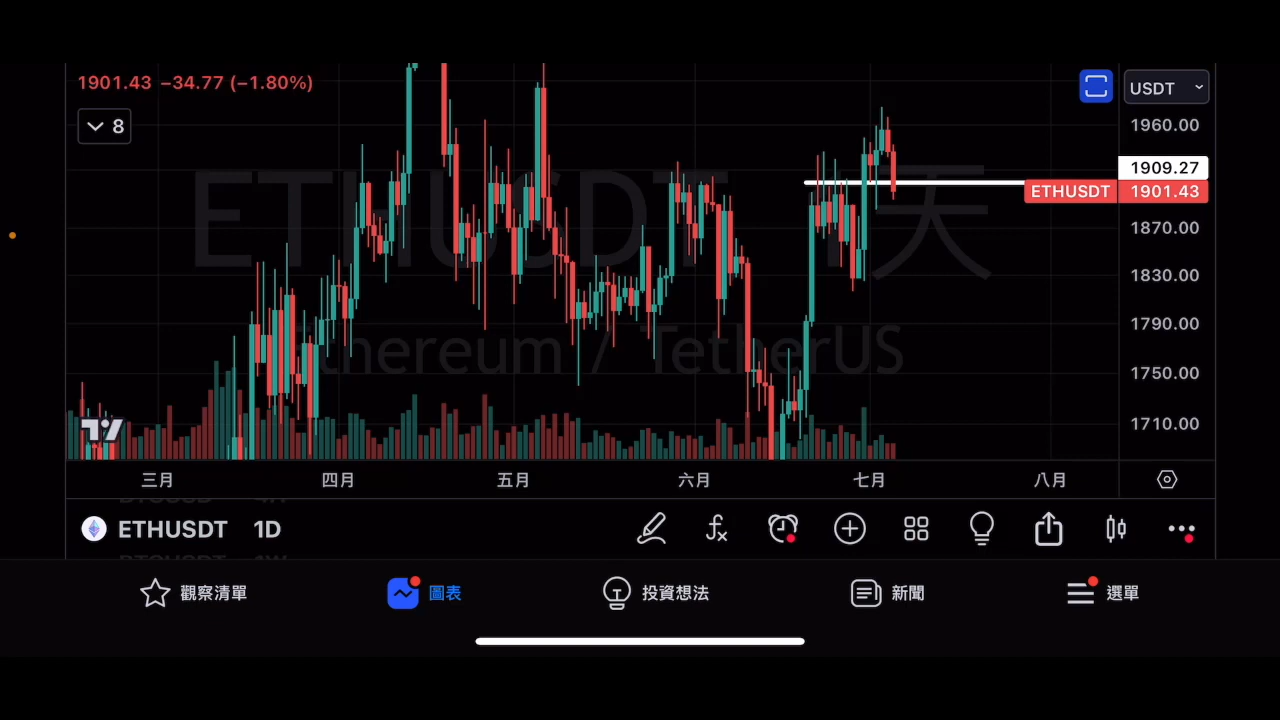 1901.43 −34.77 (−1.80%)
8
USDT
1960.00
1909.27
ETHUSDT 1901.43
1870.00
1830.00
1790.00
1750.00
1710.00
ETHUSDT 1天
Ethereum / TetherUS
三月 四月 五月 六月 七月 八月
ETHUSDT 1D
觀察清單 圖表 投資想法 新聞 選單